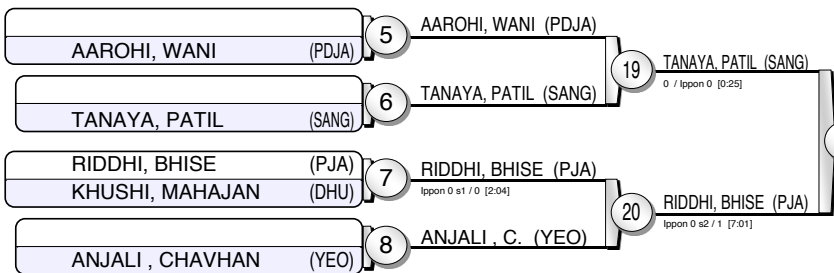 AAROHI, WANI (PDJA)
5
AAROHI, WANI (PDJA)
TANAYA, PATIL (SANG)
6
TANAYA, PATIL (SANG)
19
TANAYA, PATIL (SANG)
0 / Ippon 0 [0:25]
RIDDHI, BHISE (PJA)
KHUSHI, MAHAJAN (DHU)
7
RIDDHI, BHISE (PJA)
Ippon 0 s1 / 0 [2:04]
ANJALI , CHAVHAN (YEO)
8
ANJALI , C. (YEO)
20
RIDDHI, BHISE (PJA)
Ippon 0 s2 / 1 [7:01]